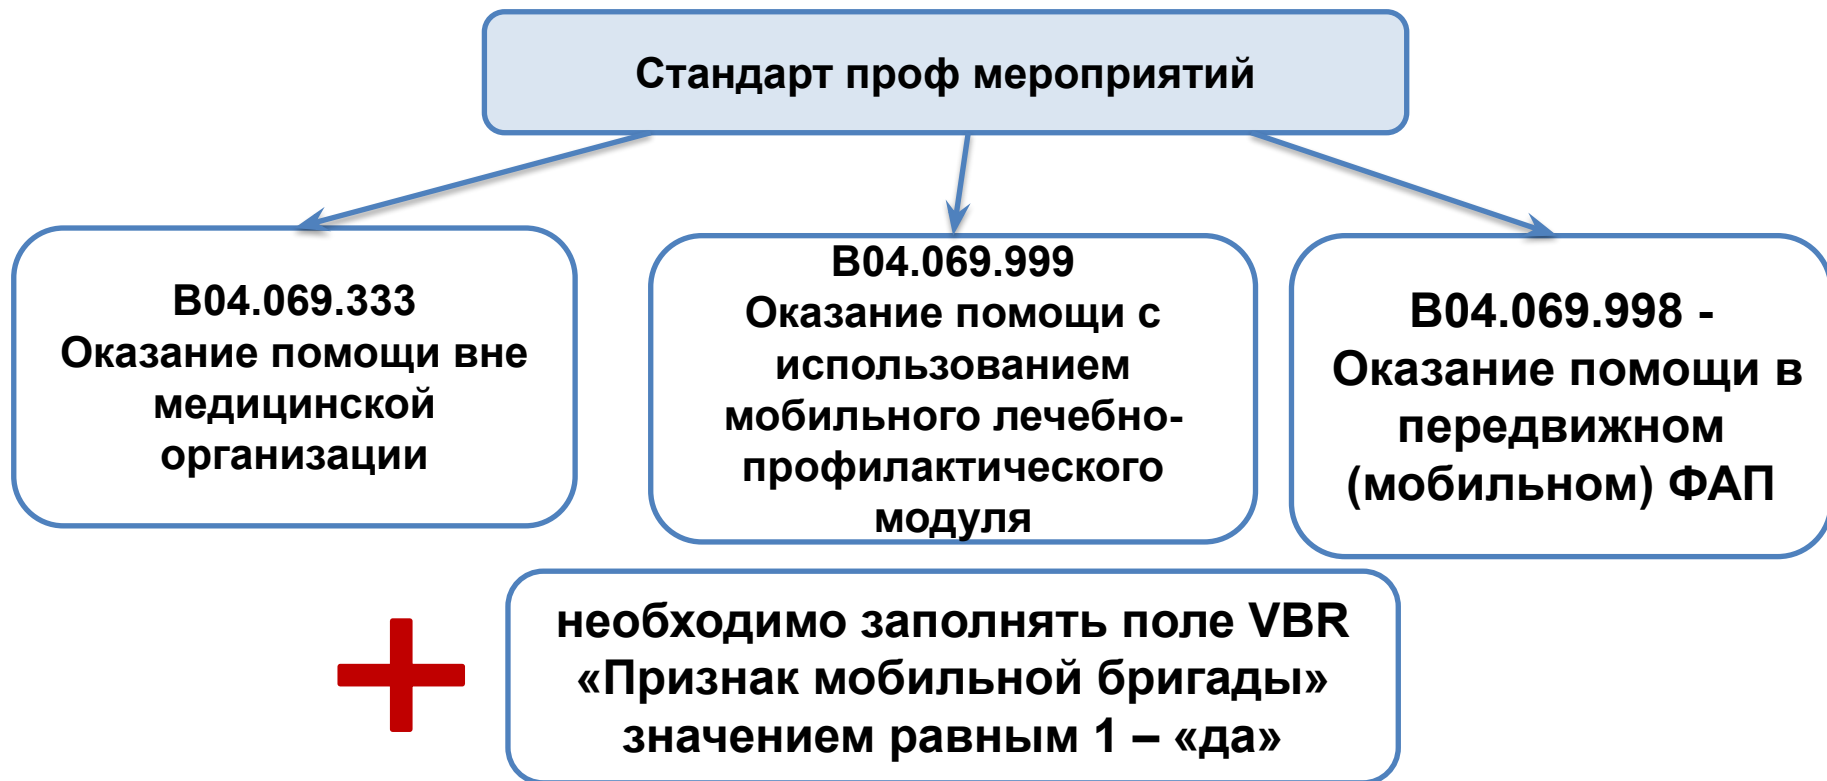 Стандарт проф мероприятий
В04.069.333
Оказание помощи вне
медицинской
организации
В04.069.999
Оказание помощи с
использованием
мобильного лечебно-
профилактического
модуля
В04.069.998 -
Оказание помощи в
передвижном
(мобильном) ФАП
необходимо заполнять поле VBR
«Признак мобильной бригады»
значением равным 1 – «да»